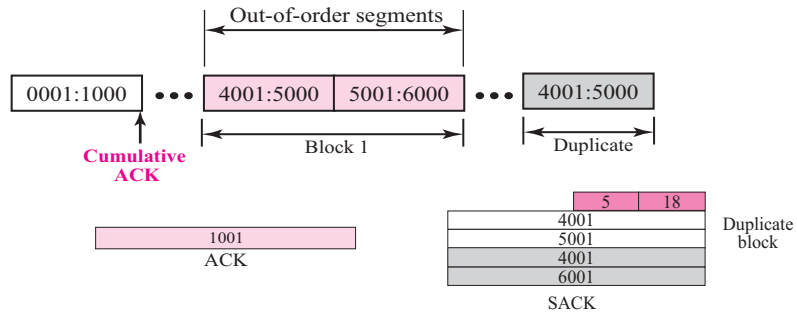 Out-of-order segments
0001:1000 4001:5000 5001:6000 4001:5000
Cumulative
ACK
Block 1
Duplicate
5 18
4001
5001
4001
6001
Duplicate
block
1001
ACK
SACK